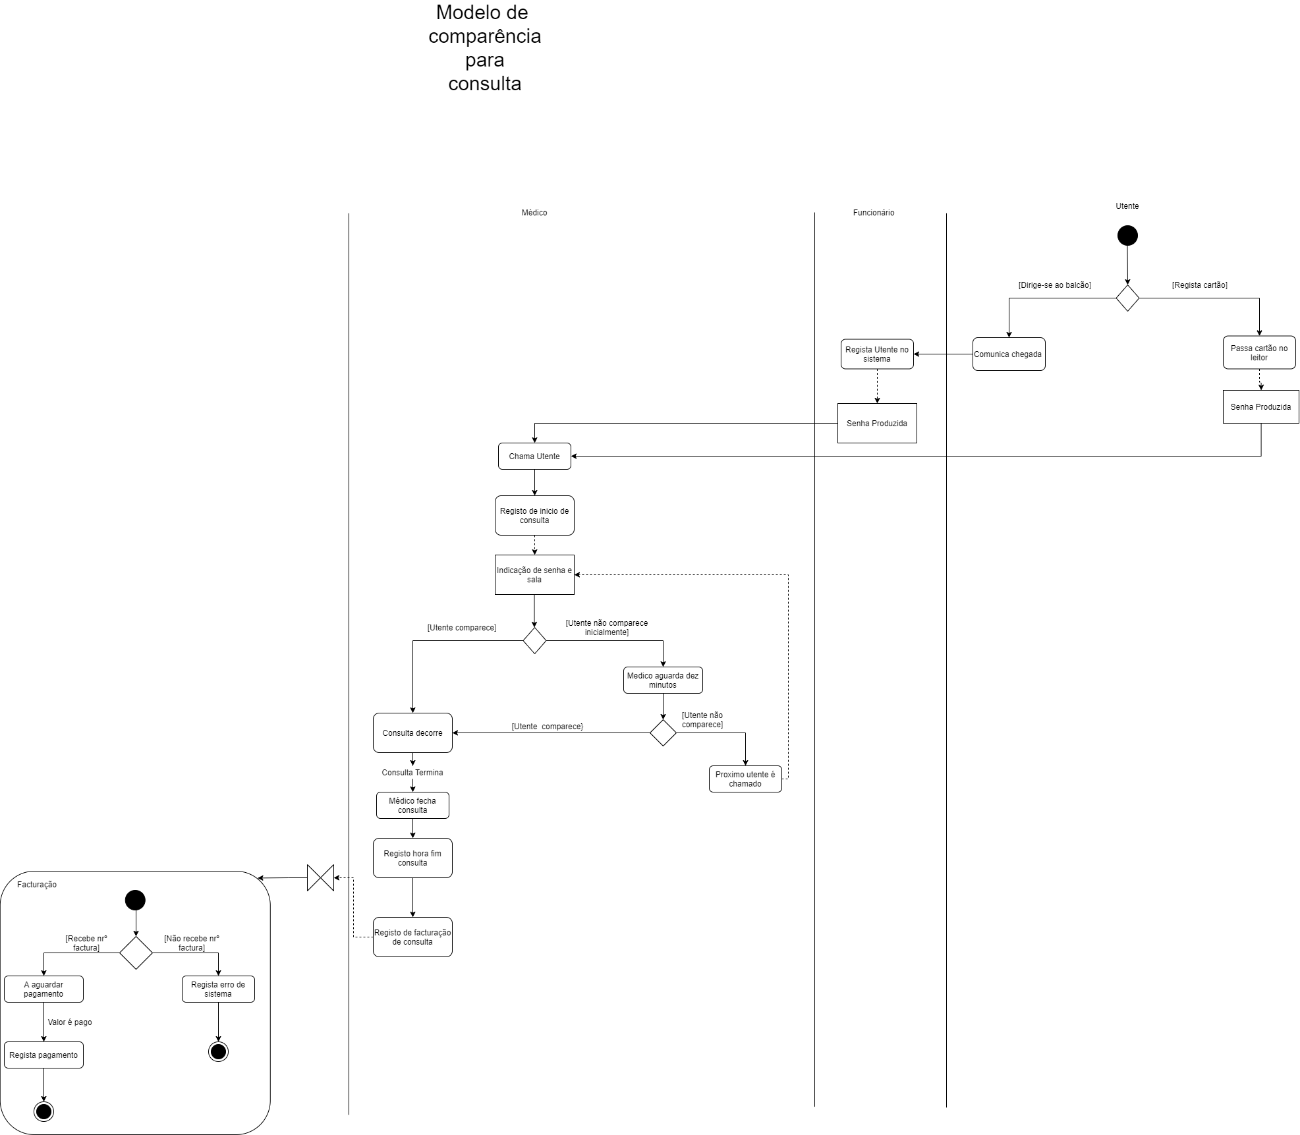 Modelo de
comparência
para
consulta
Médico
Funcionário
Utente
[Dirige-se ao balcão]
[Regista cartão]
Regista Utente no
sistema
Comunica chegada
Passa cartão no
leitor
Senha Produzida
Senha Produzida
Chama Utente
Registo de inicio de
consulta
Indicação de senha e
sala
[Utente comparece]
[Utente não comparece
inicialmente]
Medico aguarda dez
minutos
Consulta decorre
[Utente  comparece}
[Utente não
comparece]
Consulta Termina
Proximo utente é
chamado
Médico fecha
consulta
Registo hora fim
consulta
Registo de facturação
de consulta
Facturação
[Recebe nrº
factura]
[Não recebe nrº
factura]
A aguardar
pagamento
Regista erro de
sistema
Valor é pago
Regista pagamento